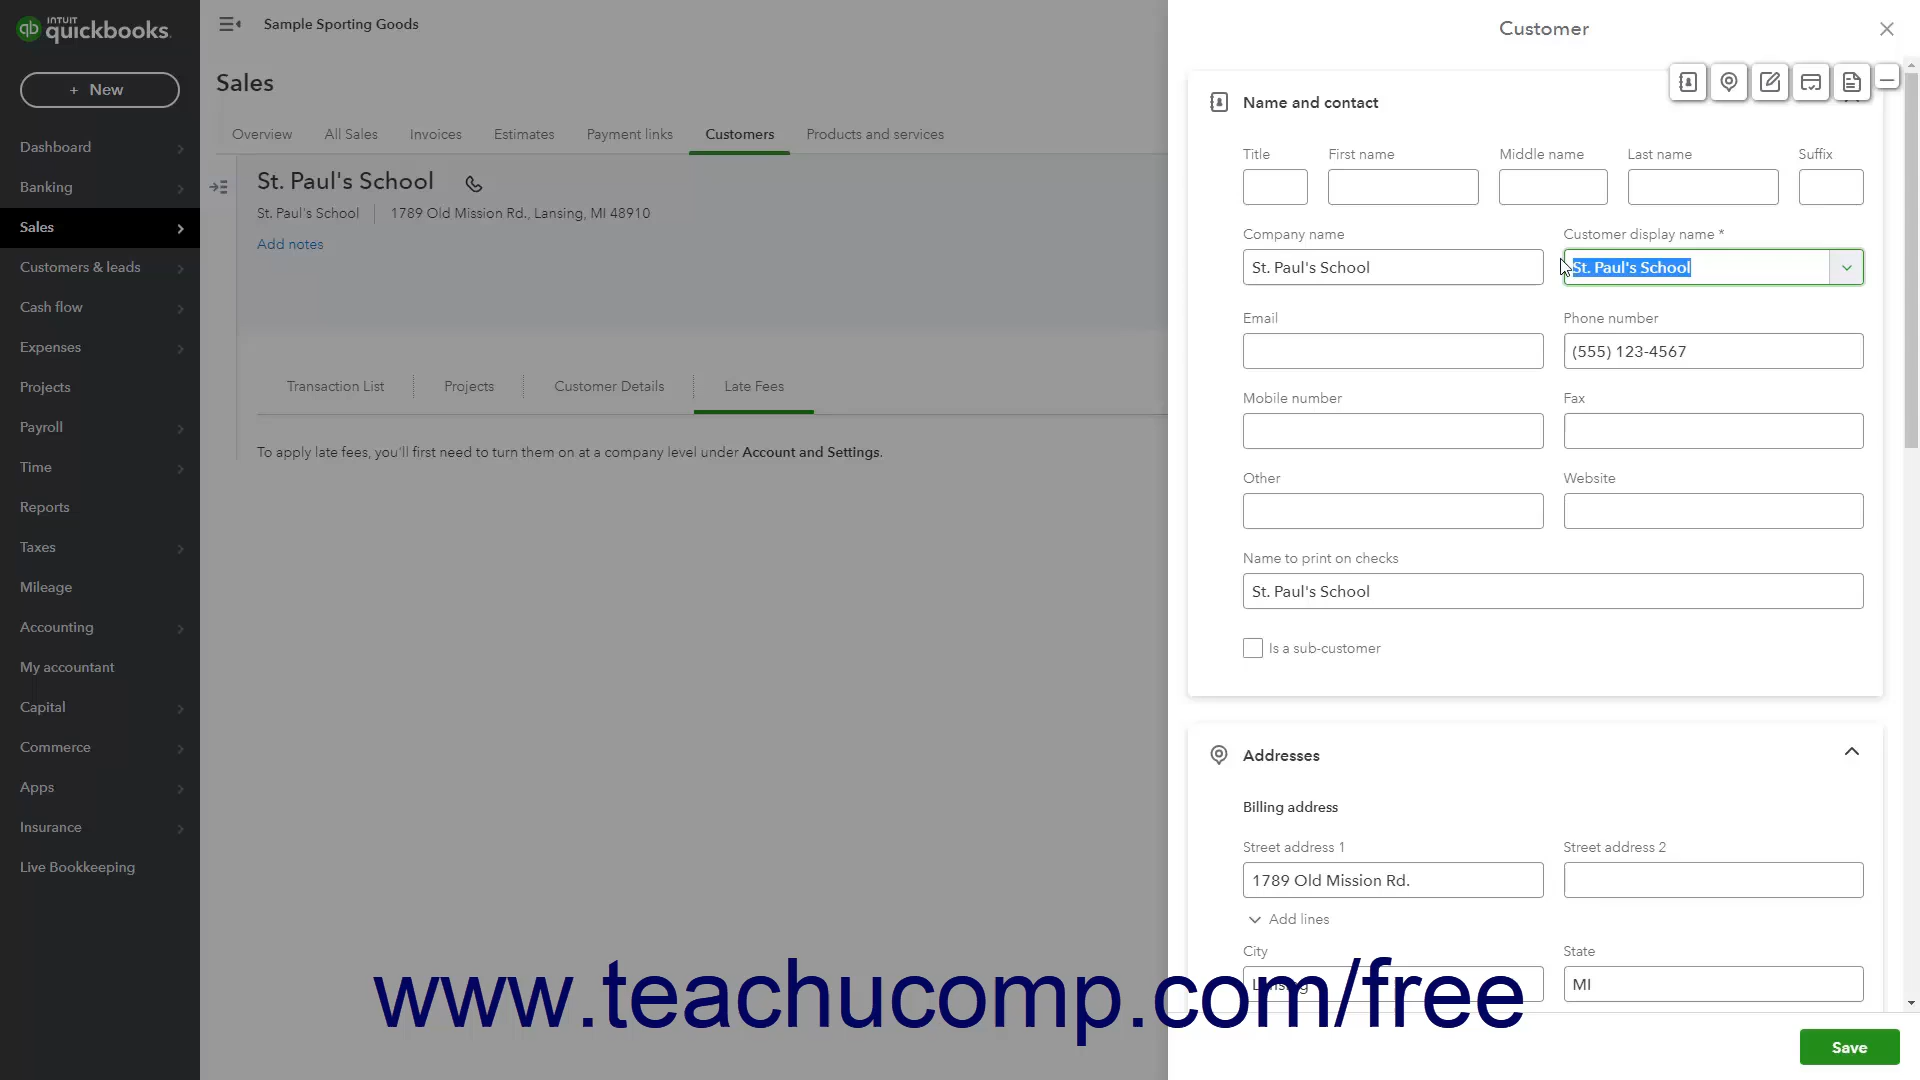 INTUIT
quickbooks.
+ New
Dashboard
Banking
Sales
Customers & leads
Cash flow
Expenses
Projects
Payroll
Time
Reports
Taxes
Mileage
Accounting
My accountant
Capital
Commerce
Apps
Insurance
Live Bookkeeping
Sample Sporting Goods
Sales
Overview All Sales Invoices Estimates Payment links Customers Products and services
St. Paul's School
St. Paul's School 1789 Old Mission Rd., Lansing, MI 48910
Add notes
Transaction List Projects Customer Details Late Fees
To apply late fees, you'll first need to turn them on at a company level under Account and Settings.
Customer
Name and contact
Title First name Middle name Last name Suffix
Company name Customer display name *
St. Paul's School St. Paul's School
Email Phone number
(555) 123-4567
Mobile number Fax
Other Website
Name to print on checks
St. Paul's School
Is a sub-customer
Addresses
Billing address
Street address 1 Street address 2
1789 Old Mission Rd.
Add lines
City State
Lansing MI
Save
www.teachucomp.com/free